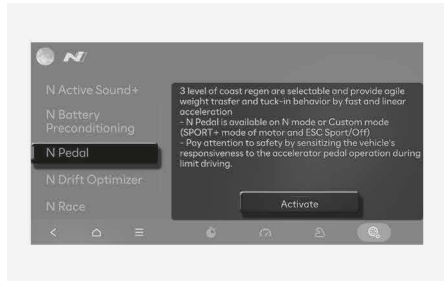 N
N Active Sound+
N Battery
Preconditioning
N Pedal
N Drift Optimizer
N Race
3 level of coast regen are selectable and provide agile
weight trasfer and tuck-in behavior by fast and linear
acceleration
- N Pedal is available on N mode or Custom mode
(SPORT+ mode of motor and ESC Sport/Off)
- Pay attention to safety by sensitizing the vehicle's
responsiveness to the accelerator pedal operation during
limit driving.
Activate